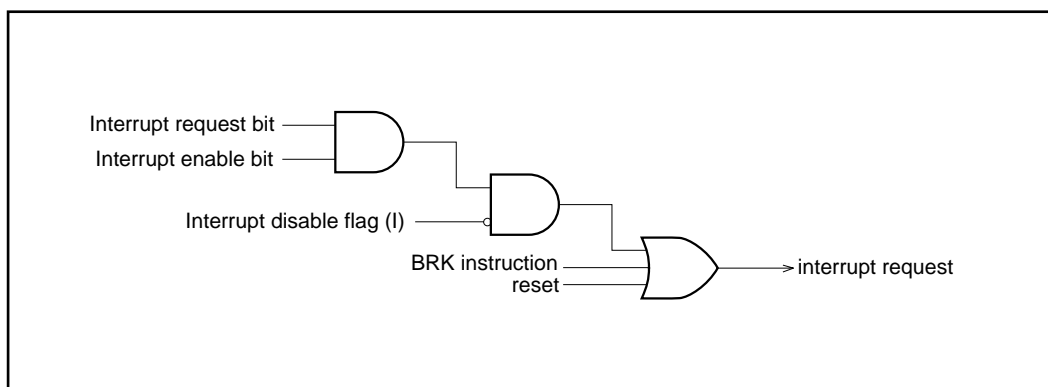 Interrupt request bit
Interrupt enable bit
Interrupt disable flag (I)
BRK instruction
reset
interrupt request